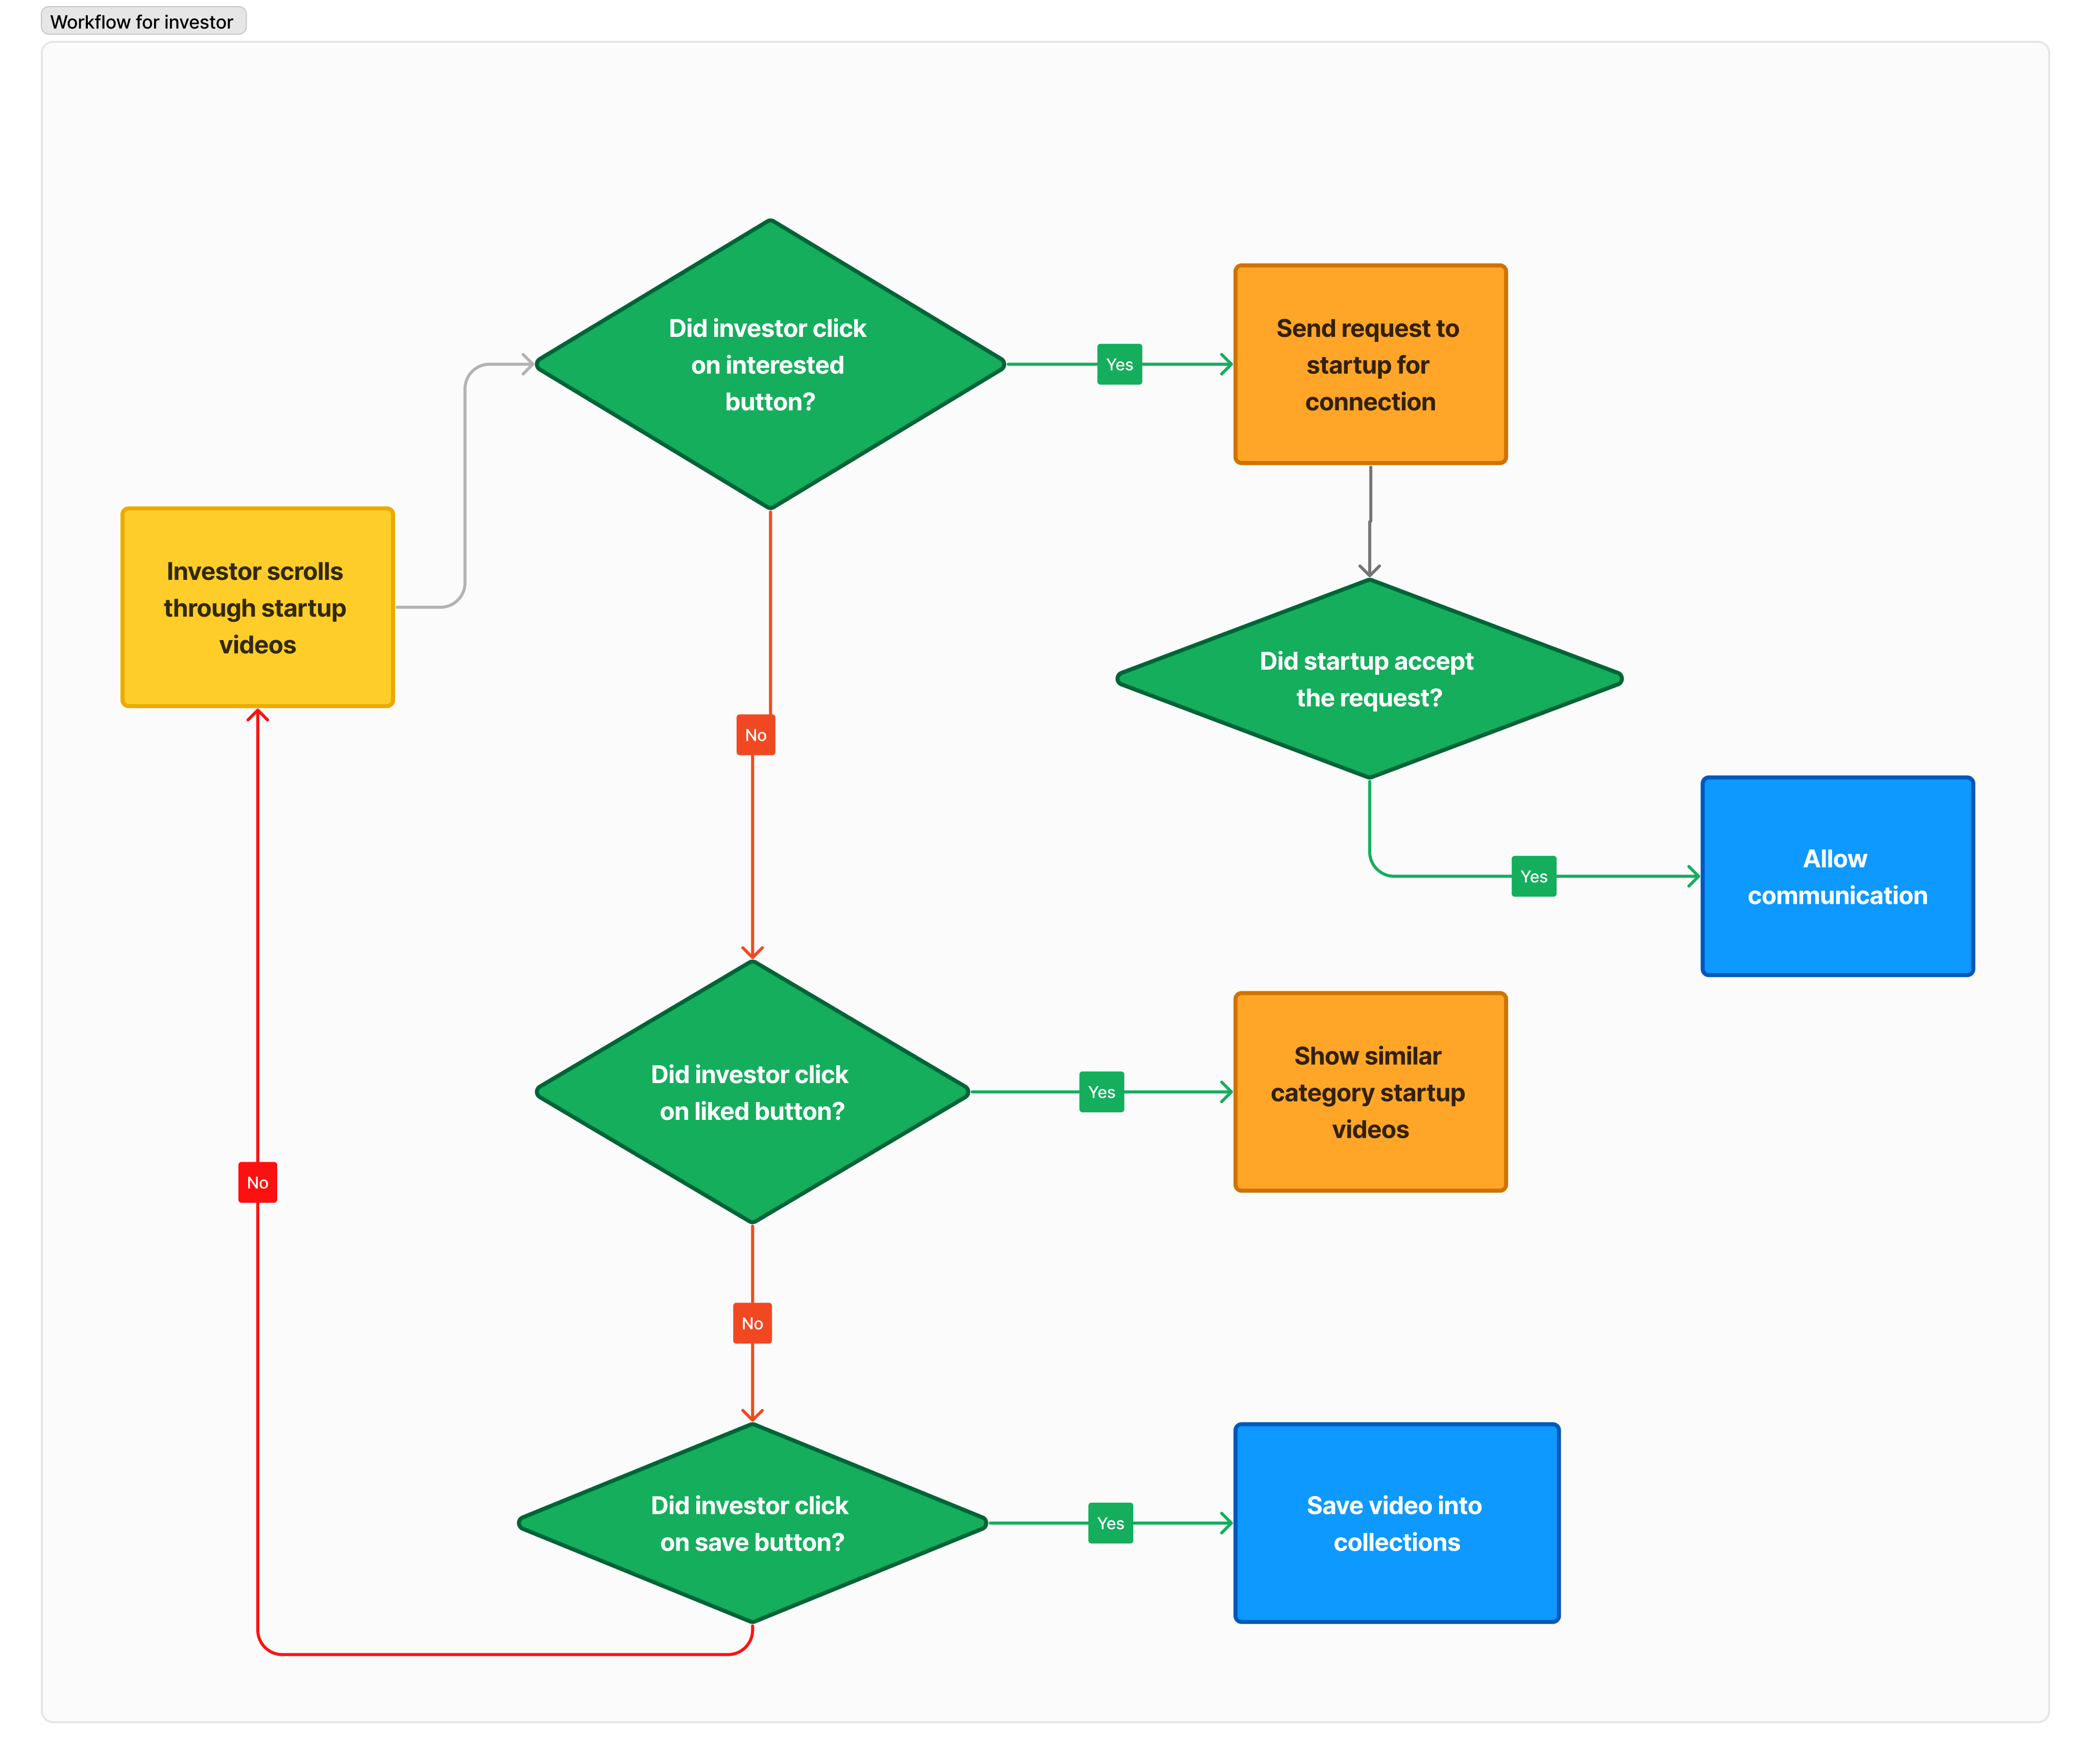 Workflow for investor
Did investor click
on interested
button?
Yes
Send request to
startup for
connection
Investor scrolls
through startup
videos
Did startup accept
the request?
No
Yes
Allow
communication
Did investor click
on liked button?
Yes
Show similar
category startup
videos
No
No
Did investor click
on save button?
Yes
Save video into
collections